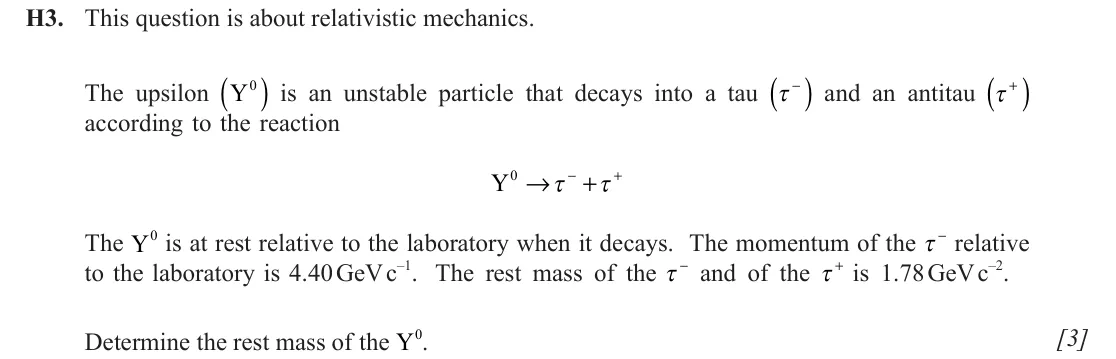 H3. This question is about relativistic mechanics.
The upsilon (Υ⁰) is an unstable particle that decays into a tau (τ⁻) and an antitau (τ⁺)
according to the reaction
Υ⁰ → τ⁻ + τ⁺
The Υ⁰ is at rest relative to the laboratory when it decays. The momentum of the τ⁻ relative
to the laboratory is 4.40 GeV c⁻¹. The rest mass of the τ⁻ and of the τ⁺ is 1.78 GeV c⁻².
Determine the rest mass of the Υ⁰. [3]